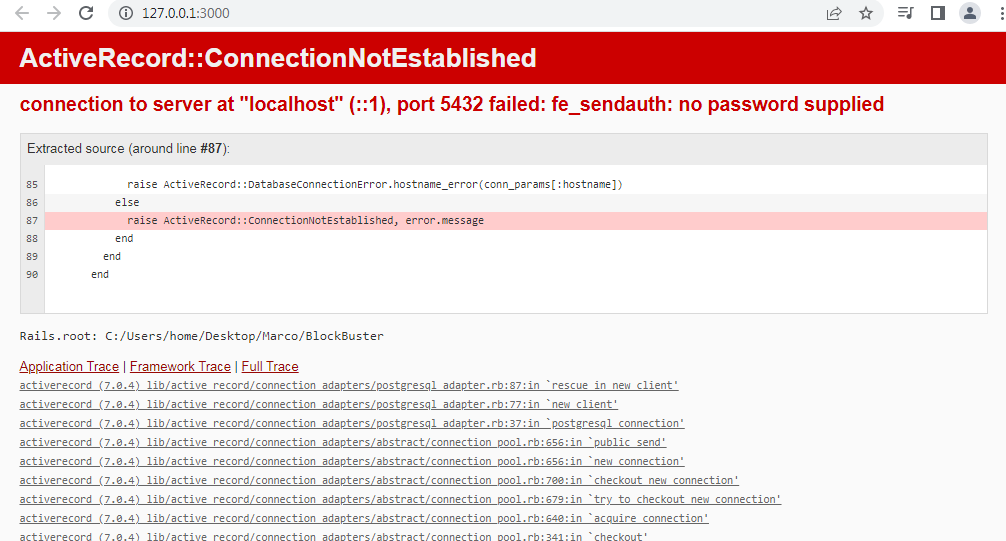 127.0.0.1:3000
ActiveRecord::ConnectionNotEstablished
connection to server at "localhost" (::1), port 5432 failed: fe_sendauth: no password supplied
Extracted source (around line #87):
85 raise ActiveRecord::DatabaseConnectionError.hostname_error(conn_params[:hostname])
86 else
87 raise ActiveRecord::ConnectionNotEstablished, error.message
88 end
89 end
90 end
Rails.root: C:/Users/home/Desktop/Marco/BlockBuster
Application Trace | Framework Trace | Full Trace
activerecord (7.0.4) lib/active_record/connection_adapters/postgresql_adapter.rb:87:in `rescue in new_client'
activerecord (7.0.4) lib/active_record/connection_adapters/postgresql_adapter.rb:77:in `new_client'
activerecord (7.0.4) lib/active_record/connection_adapters/postgresql_adapter.rb:37:in `postgresql_connection'
activerecord (7.0.4) lib/active_record/connection_adapters/abstract/connection_pool.rb:656:in `public_send'
activerecord (7.0.4) lib/active_record/connection_adapters/abstract/connection_pool.rb:656:in `new_connection'
activerecord (7.0.4) lib/active_record/connection_adapters/abstract/connection_pool.rb:700:in `checkout_new_connection'
activerecord (7.0.4) lib/active_record/connection_adapters/abstract/connection_pool.rb:679:in `try_to_checkout_new_connection'
activerecord (7.0.4) lib/active_record/connection_adapters/abstract/connection_pool.rb:640:in `acquire_connection'
activerecord (7.0.4) lib/active_record/connection_adapters/abstract/connection_pool.rb:341:in `checkout'